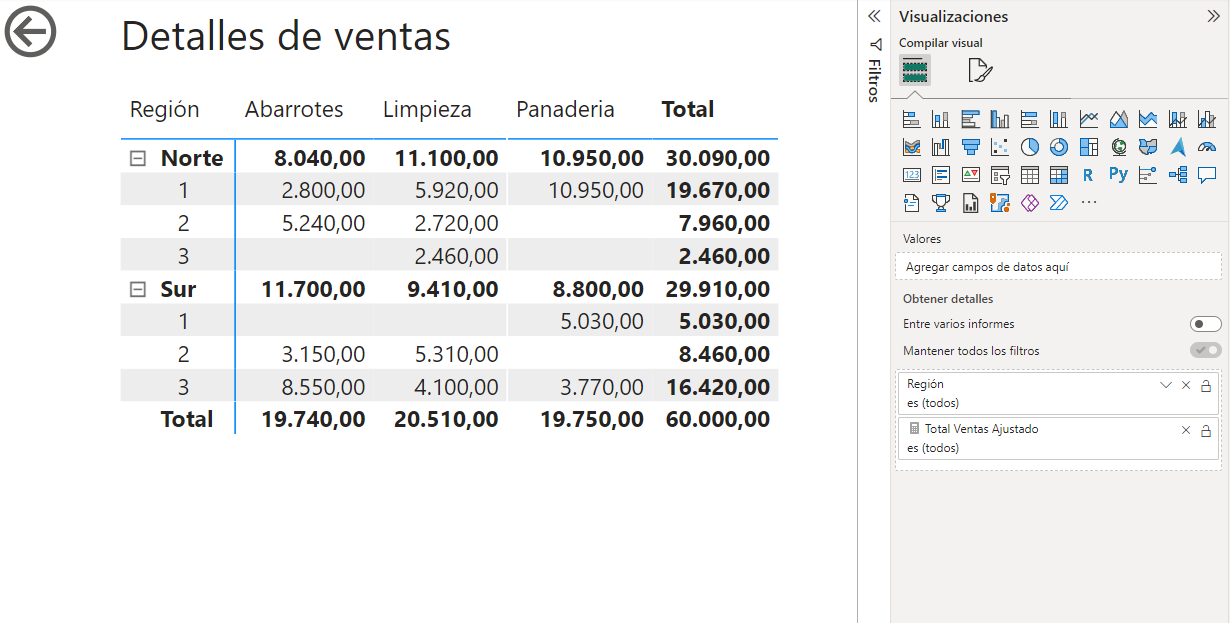 Detalles de ventas
Región Abarrotes Limpieza Panaderia Total
Norte 8.040,00 11.100,00 10.950,00 30.090,00
1 2.800,00 5.920,00 10.950,00 19.670,00
2 5.240,00 2.720,00 7.960,00
3 2.460,00 2.460,00
Sur 11.700,00 9.410,00 8.800,00 29.910,00
1 5.030,00 5.030,00
2 3.150,00 5.310,00 8.460,00
3 8.550,00 4.100,00 3.770,00 16.420,00
Total 19.740,00 20.510,00 19.750,00 60.000,00
Filtros
Visualizaciones
Compilar visual
123
R Py
Valores
Agregar campos de datos aquí
Obtener detalles
Entre varios informes
Mantener todos los filtros
Región
es (todos)
Total Ventas Ajustado
es (todos)